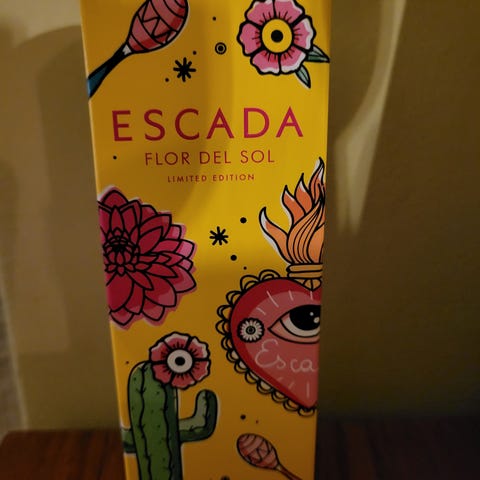 ESCADA
FLOR DEL SOL
LIMITED EDITION
Esca